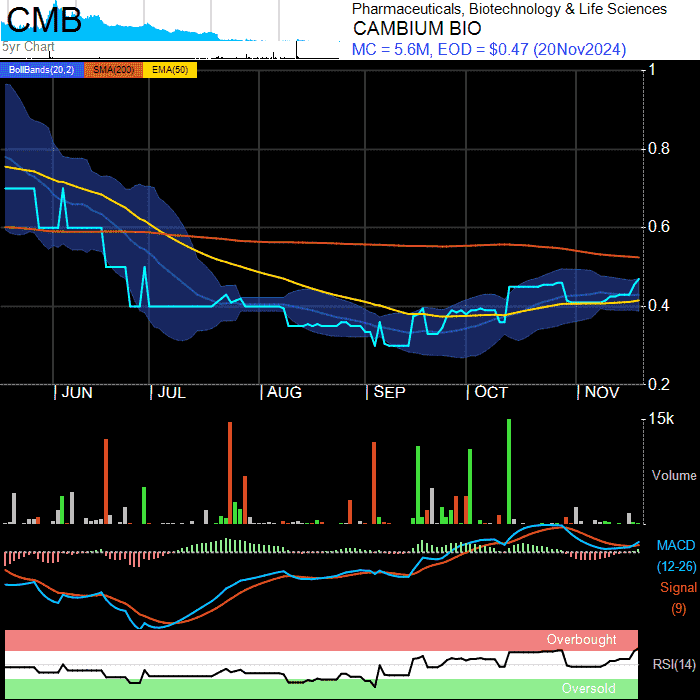 CMB
Pharmaceuticals, Biotechnology & Life Sciences
CAMBIUM BIO
5yr Chart
MC = 5.6M, EOD = $0.47 (20Nov2024)
BollBands(20,2) SMA(200) EMA(50)
1
0.8
0.6
0.4
0.2
JUN JUL AUG SEP OCT NOV
15k
Volume
MACD
(12-26)
Signal
(9)
Overbought
RSI(14)
Oversold